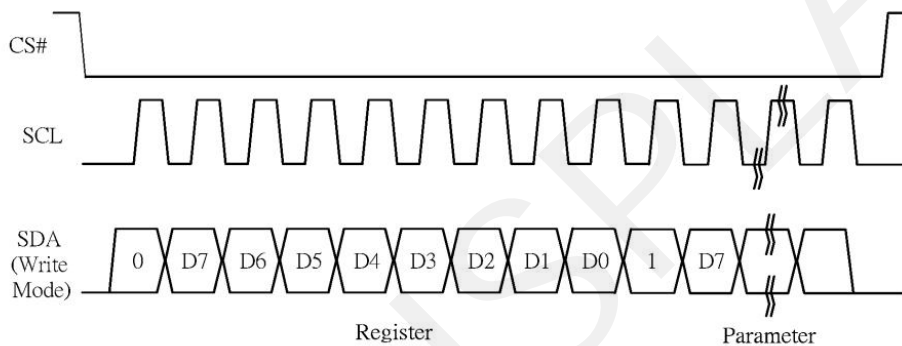 CS#
SCL
SDA
(Write
Mode)
0 D7 D6 D5 D4 D3 D2 D1 D0 1 D7
Register Parameter